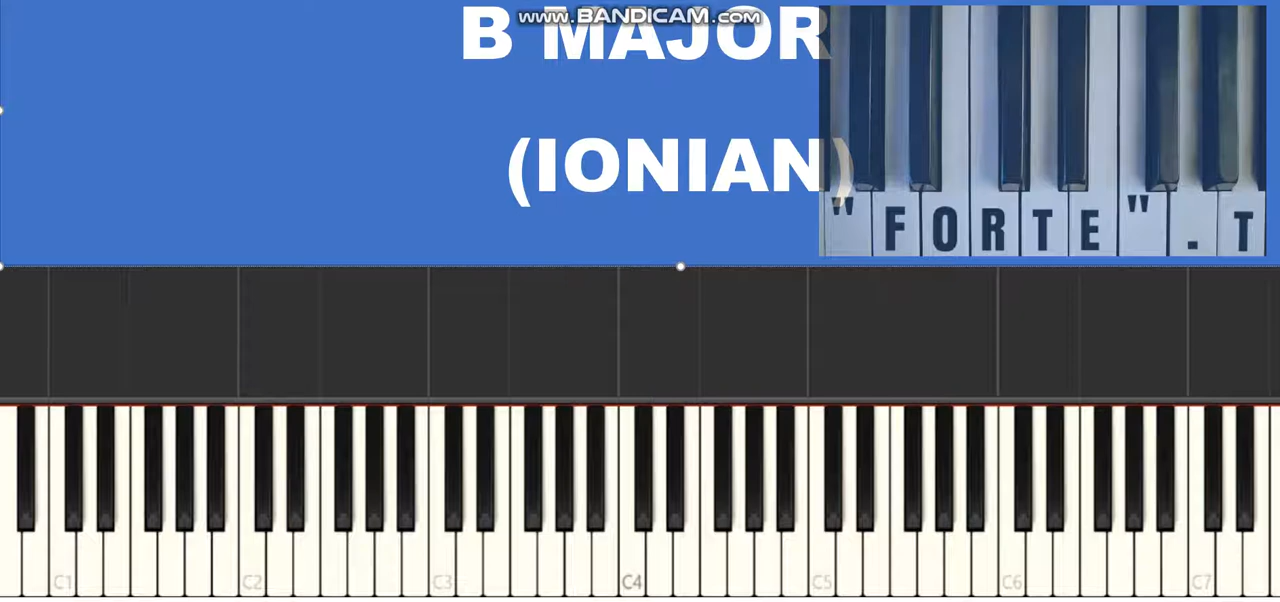 www.BANDICAM.com
B MAJOR
(IONIAN)
"FORTE".T
C1 C2 C3 C4 C5 C6 C7